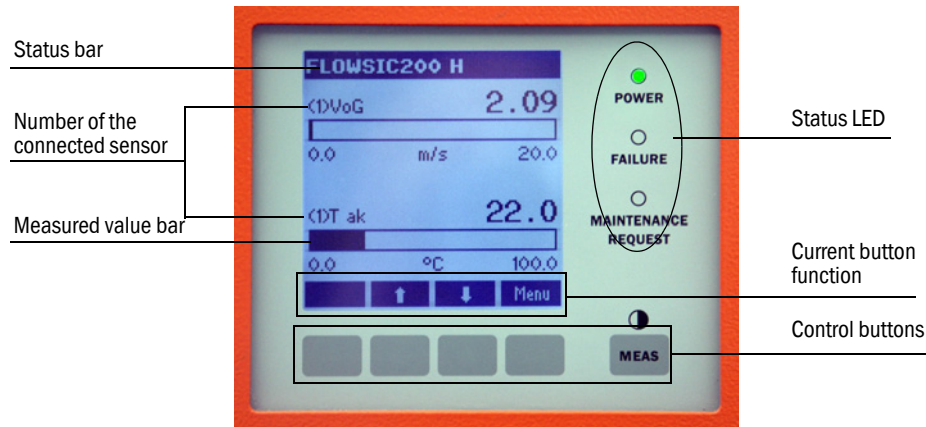 Status bar
Number of the
connected sensor
Measured value bar
FLOWSIC200 H
(1)VoG 2.09
0.0 m/s 20.0
(1)T ak 22.0
0.0 °C 100.0
Menu
POWER
FAILURE
MAINTENANCE
REQUEST
MEAS
Status LED
Current button
function
Control buttons